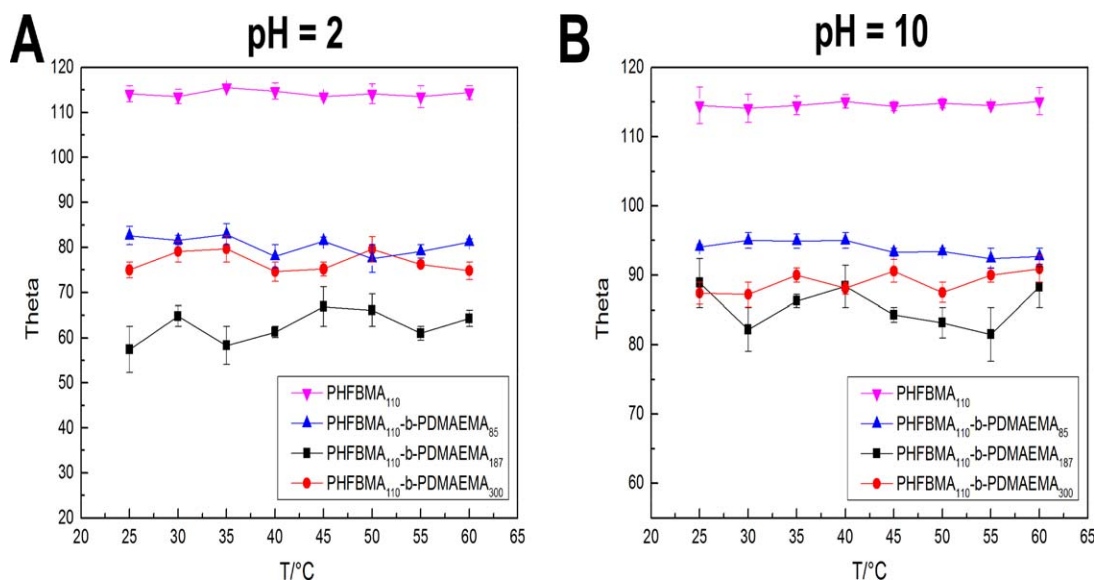 A
pH = 2
120
110
100
90
80
70
60
50
40
30
20
Theta
20 25 30 35 40 45 50 55 60 65
T/°C
PHFBMA₁₁₀
PHFBMA₁₁₀-b-PDMAEMA₈₅
PHFBMA₁₁₀-b-PDMAEMA₁₈₇
PHFBMA₁₁₀-b-PDMAEMA₃₀₀
B
pH = 10
120
110
100
90
80
70
60
Theta
20 25 30 35 40 45 50 55 60 65
T/°C
PHFBMA₁₁₀
PHFBMA₁₁₀-b-PDMAEMA₈₅
PHFBMA₁₁₀-b-PDMAEMA₁₈₇
PHFBMA₁₁₀-b-PDMAEMA₃₀₀